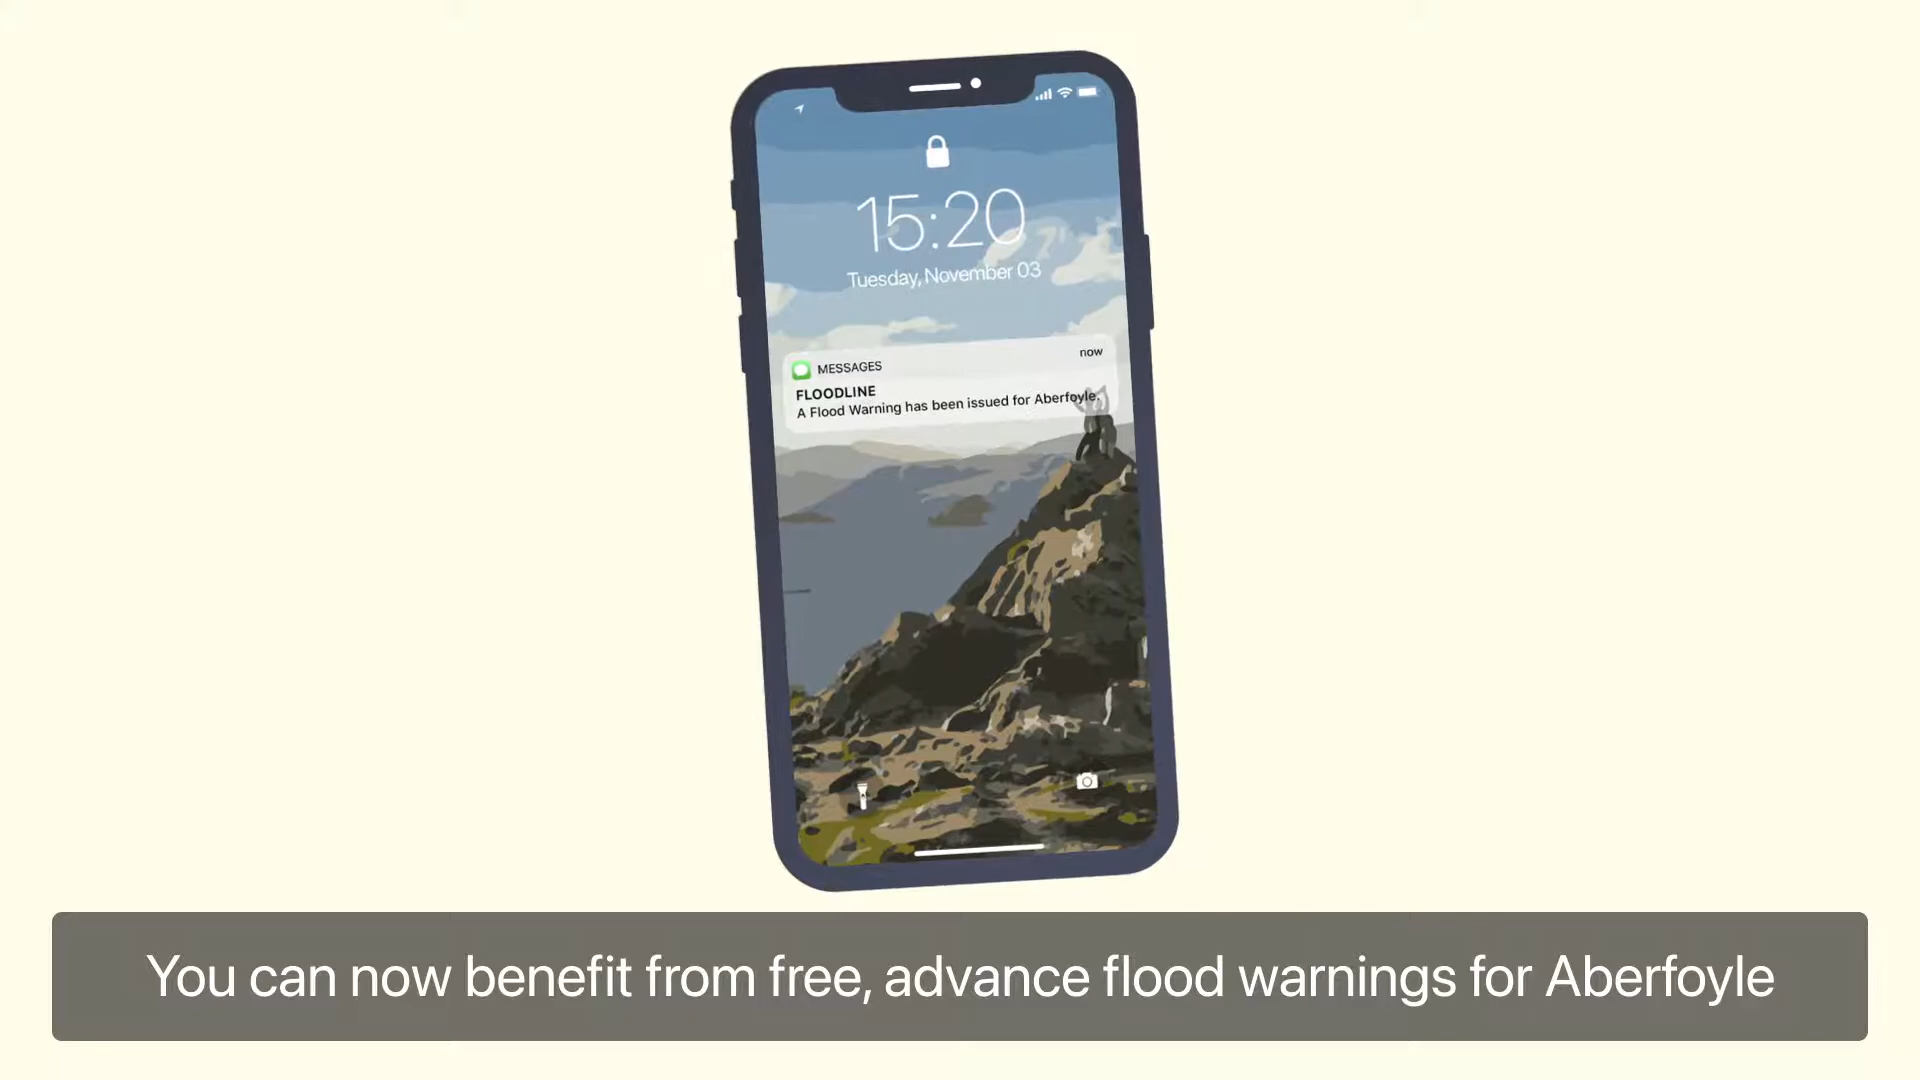 15:20
Tuesday, November 03
MESSAGES
now
FLOODLINE
A Flood Warning has been issued for Aberfoyle.
You can now benefit from free, advance flood warnings for Aberfoyle